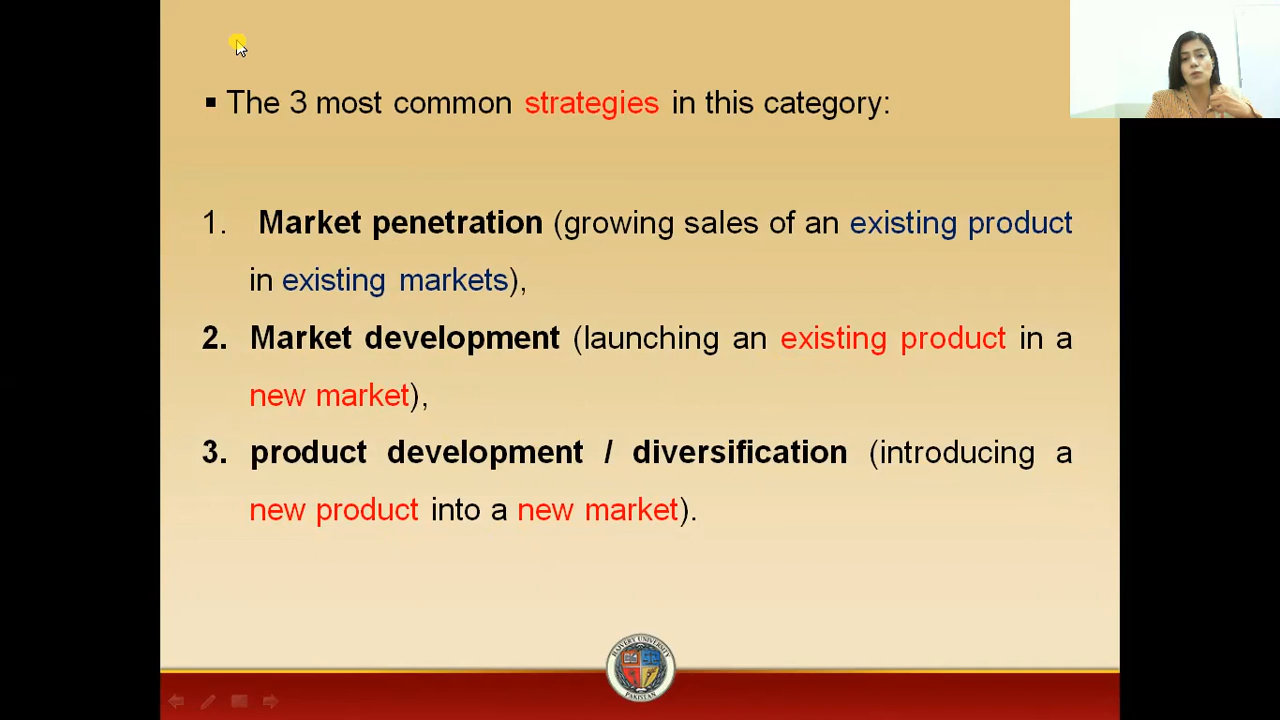 ▪ The 3 most common strategies in this category:
1. Market penetration (growing sales of an existing product
in existing markets),
2. Market development (launching an existing product in a
new market),
3. product development / diversification (introducing a
new product into a new market).
UNIVERSITY
PAKISTAN